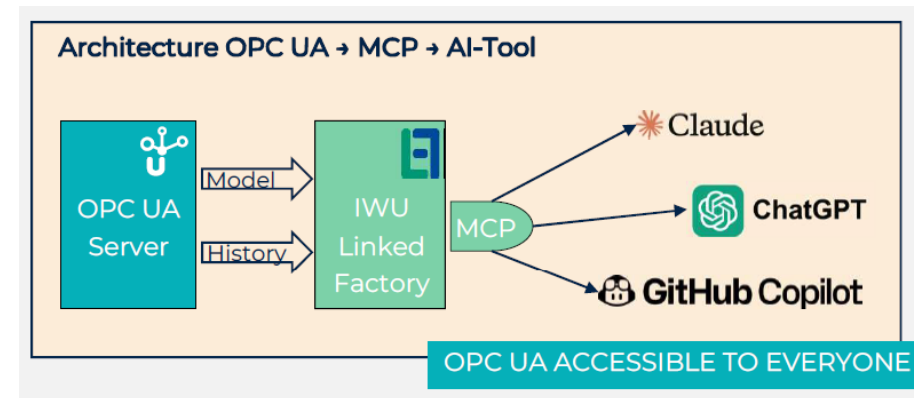 Architecture OPC UA → MCP → AI-Tool
OPC UA
Server
Model
History
IWU
Linked
Factory
MCP
Claude
ChatGPT
GitHub Copilot
OPC UA ACCESSIBLE TO EVERYONE